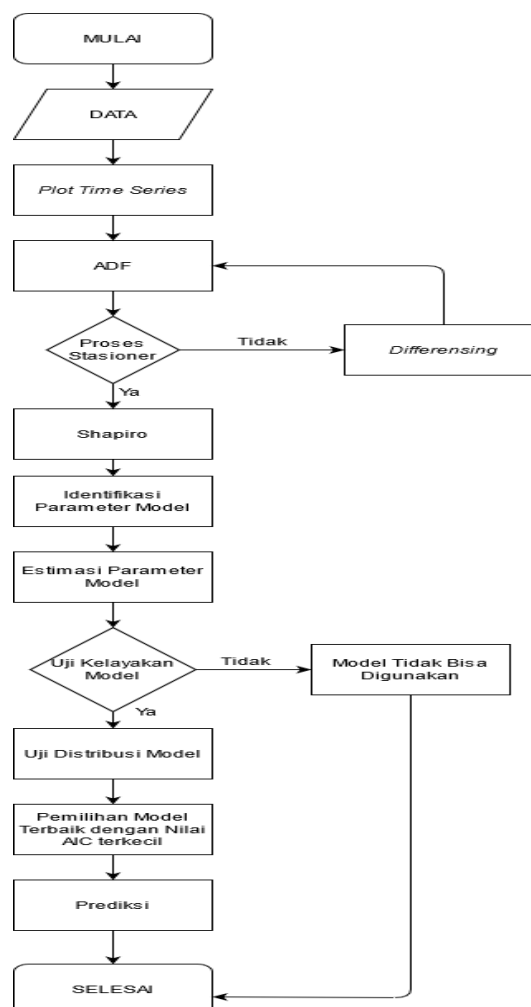 MULAI
DATA
Plot Time Series
ADF
Proses
Stasioner
Tidak
Differensing
Ya
Shapiro
Identifikasi
Parameter Model
Estimasi Parameter
Model
Uji Kelayakan
Model
Tidak
Model Tidak Bisa
Digunakan
Ya
Uji Distribusi Model
Pemilihan Model
Terbaik dengan Nilai
AIC terkecil
Prediksi
SELESAI